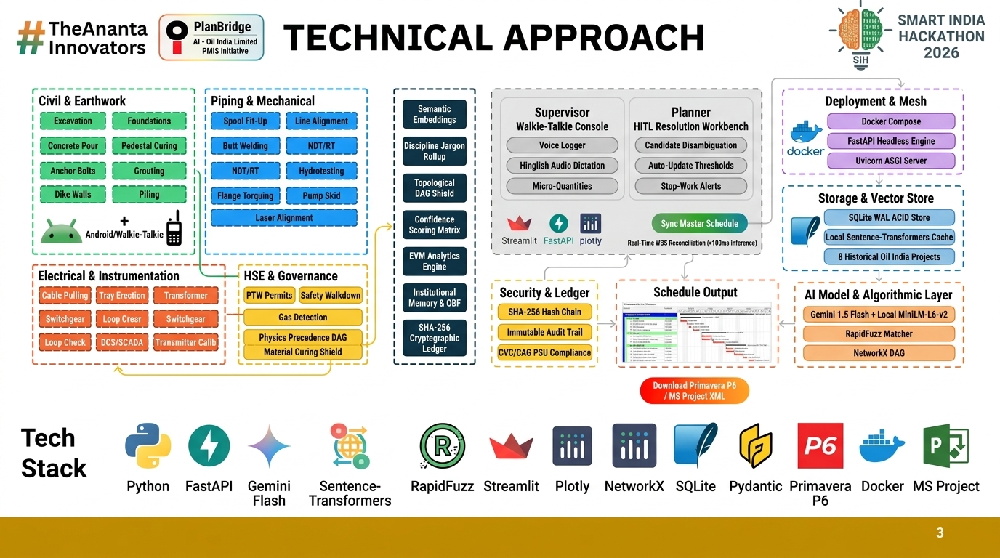 #TheAnanta
Innovators
PlanBridge
AI - Oil India Limited
PMIS Initiative
TECHNICAL APPROACH
SMART INDIA
HACKATHON
2026
SIH
Civil & Earthwork
Excavation
Foundations
Concrete Pour
Pedestal Curing
Anchor Bolts
Grouting
Dike Walls
Piling
+
Android/Walkie-Talkie
Piping & Mechanical
Spool Fit-Up
Line Alignment
Butt Welding
NDT/RT
NOT/RT
Hydrotesting
Flange Torquing
Pump Skid
Laser Alignment
Electrical & Instrumentation
Cable Pulling
Tray Erection
Transformer
Switchgear
Loop Crear
Switchgear
Loop Check
DCS/SCADA
Transmitter Calib
HSE & Governance
PTW Permits
Safety Walkdown
Gas Detection
Physics Precedence DAG
Material Curing Shield
Semantic
Embeddings
Discipline Jargon
Rollup
Topological
DAG Shield
Confidence
Scoring Matrix
EVM Analytics
Engine
Institutional
Memory & OBF
SHA-256
Cryptgegraphic
Ledger
Supervisor
Walkie-Talkie Console
Voice Logger
Hinglish Audio Dictation
Micro-Quantities
Planner
HITL Resolution Workbench
Candidate Disambiguation
Auto-Update Thresholds
Stop-Work Alerts
Streamlit
FastAPI
plotly
Sync Master Schedule
Real-Time WBS Reconciliation (<100ms Inference)
Security & Ledger
SHA-256 Hash Chain
Immutable Audit Trail
CVC/CAG PSU Compliance
Schedule Output
Download Primavera P6
/ MS Project XML
Deployment & Mesh
docker
Docker Compose
FastAPI Headless Engine
Uvicorn ASGI Server
Storage & Vector Store
SQLite WAL ACID Store
Local Sentence-Transformers Cache
8 Historical Oil India Projects
AI Model & Algorithmic Layer
Gemini 1.5 Flash + Local MiniLM-L6-v2
RapidFuzz Matcher
NetworkX DAG
Tech
Stack
Python
FastAPI
Gemini
Flash
Sentence-
Transformers
R
RapidFuzz
Streamlit
Plotly
NetworkX
SQLite
Pydantic
P6
Primavera
P6
Docker
P
MS Project
3